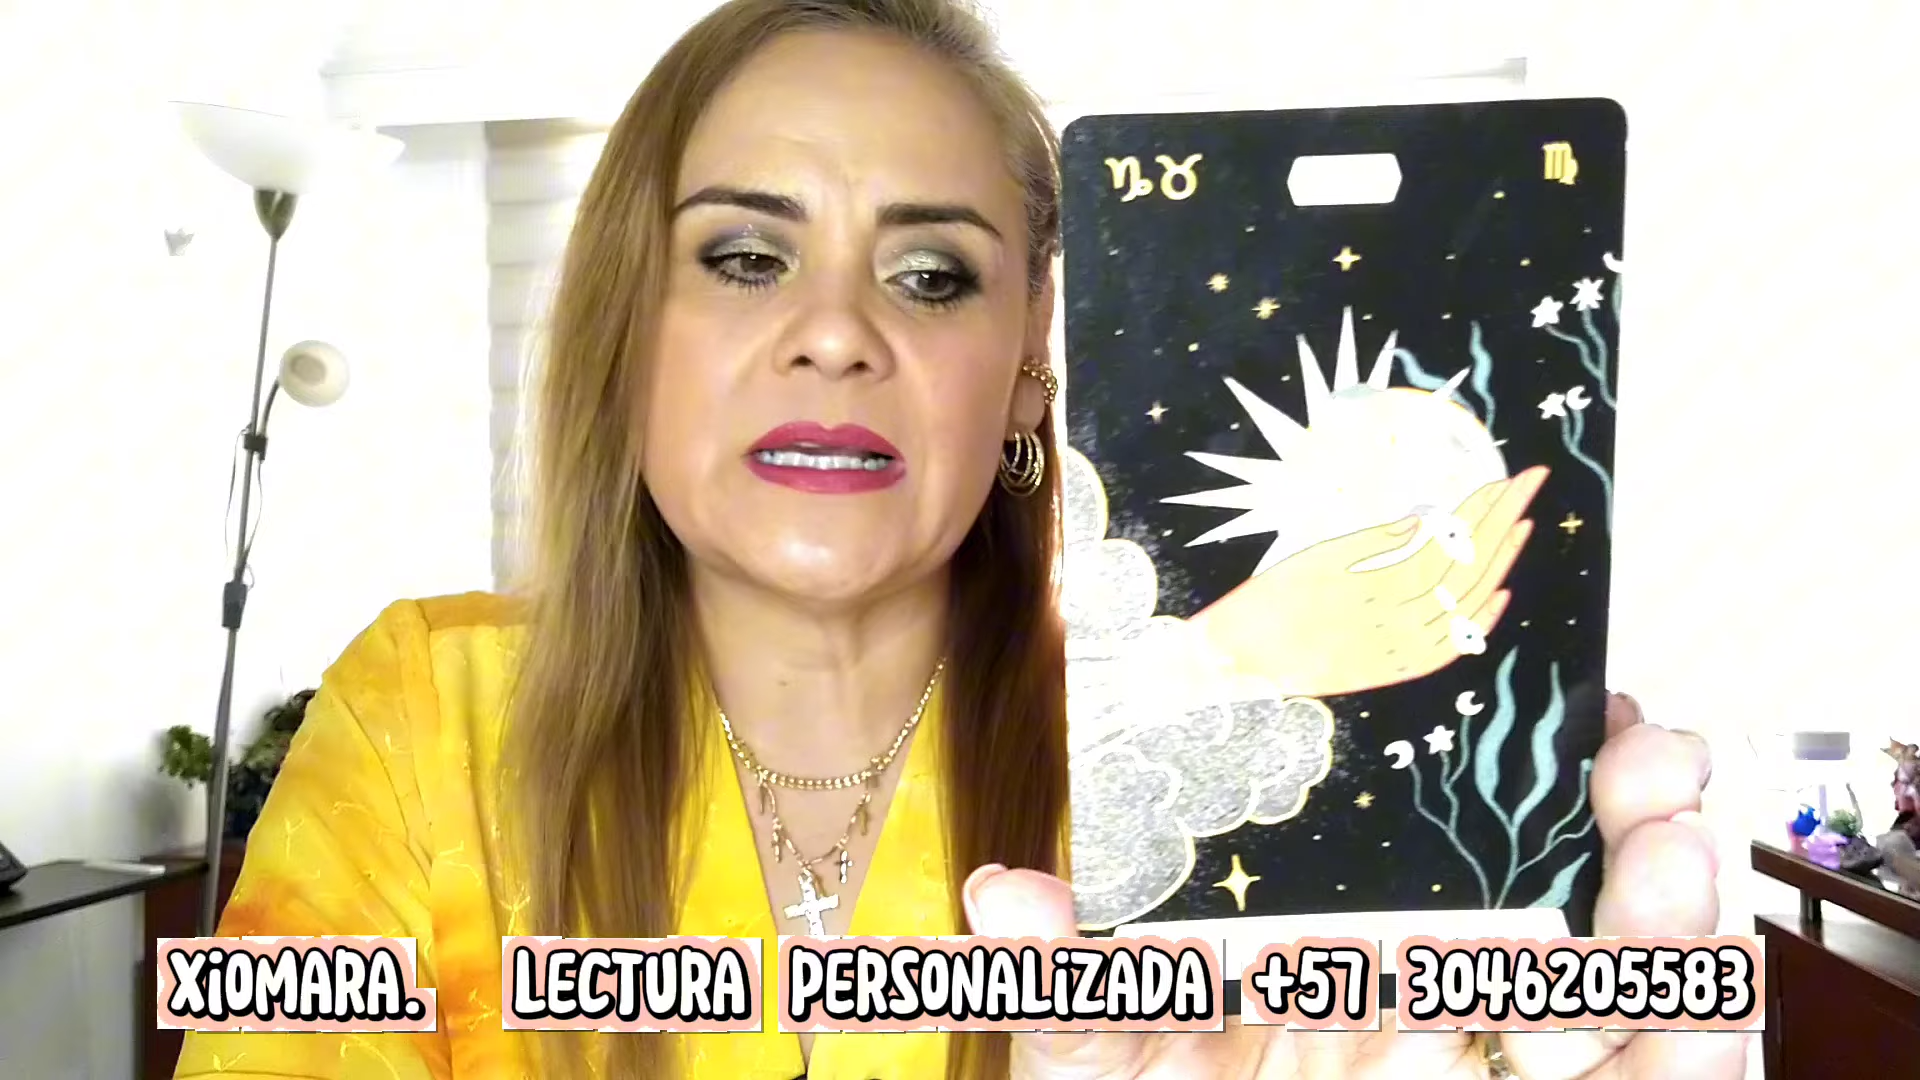 ♑♉ ♍
XiOMARA. LECTURA PERSONALiZADA +57 3046205583